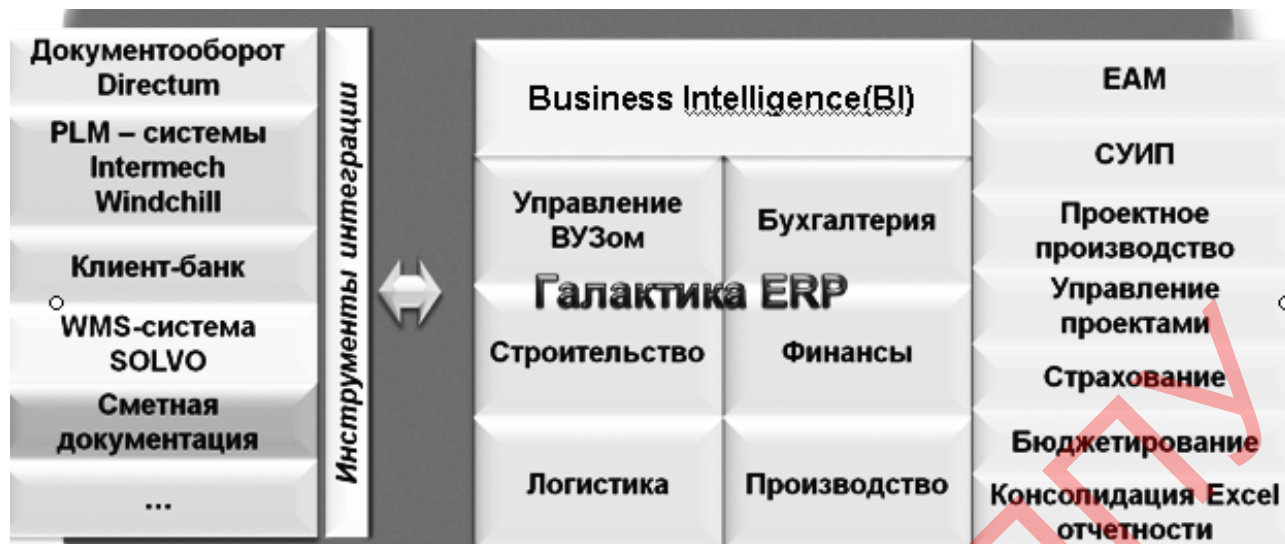 Документооборот
Directum
PLM – системы
Intermech
Windchill
Клиент-банк
WMS-система
SOLVO
Сметная
документация
...
Инструменты интеграции
Business Intelligence(BI)
Управление
ВУЗом
Бухгалтерия
Галактика ERP
Строительство
Финансы
Логистика
Производство
EAM
СУИП
Проектное
производство
Управление
проектами
Страхование
Бюджетирование
Консолидация Excel
отчетности